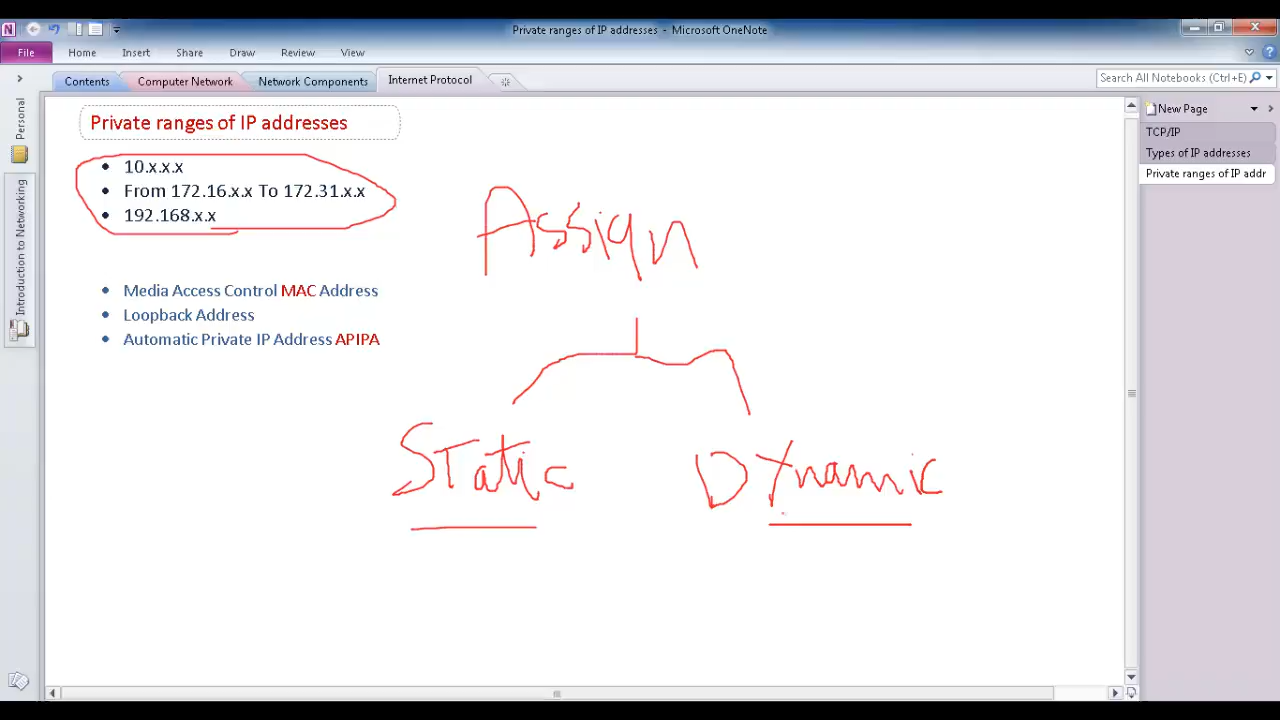 Private ranges of IP addresses - Microsoft OneNote
File Home Insert Share Draw Review View
Contents Computer Network Network Components Internet Protocol
Search All Notebooks (Ctrl+E)
Personal
Introduction to Networking
Private ranges of IP addresses
• 10.x.x.x
• From 172.16.x.x To 172.31.x.x
• 192.168.x.x
• Media Access Control MAC Address
• Loopback Address
• Automatic Private IP Address APIPA
Assign
Static Dynamic
New Page
TCP/IP
Types of IP addresses
Private ranges of IP addr